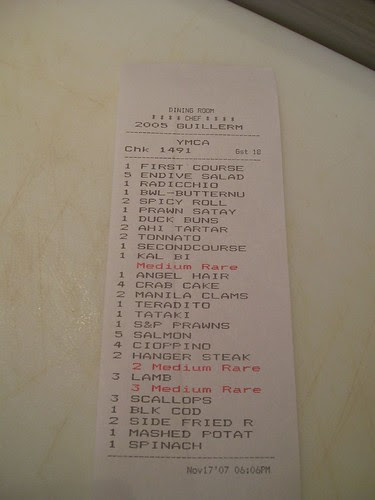 DINING ROOM
**** CHEF ****
2005 GUILLERM
YMCA
Chk 1491 Gst 10
1 FIRST COURSE
5 ENDIVE SALAD
1 RADICCHIO
1 BWL-BUTTERNU
2 SPICY ROLL
1 PRAWN SATAY
1 DUCK BUNS
2 AHI TARTAR
2 TONNATO
1 SECONDCOURSE
1 KAL BI
Medium Rare
1 ANGEL HAIR
4 CRAB CAKE
2 MANILA CLAMS
1 TERADITO
1 TATAKI
1 S&P PRAWNS
5 SALMON
4 CIOPPINO
2 HANGER STEAK
2 Medium Rare
3 LAMB
3 Medium Rare
3 SCALLOPS
1 BLK COD
2 SIDE FRIED R
1 MASHED POTAT
1 SPINACH
Nov17'07 06:06PM